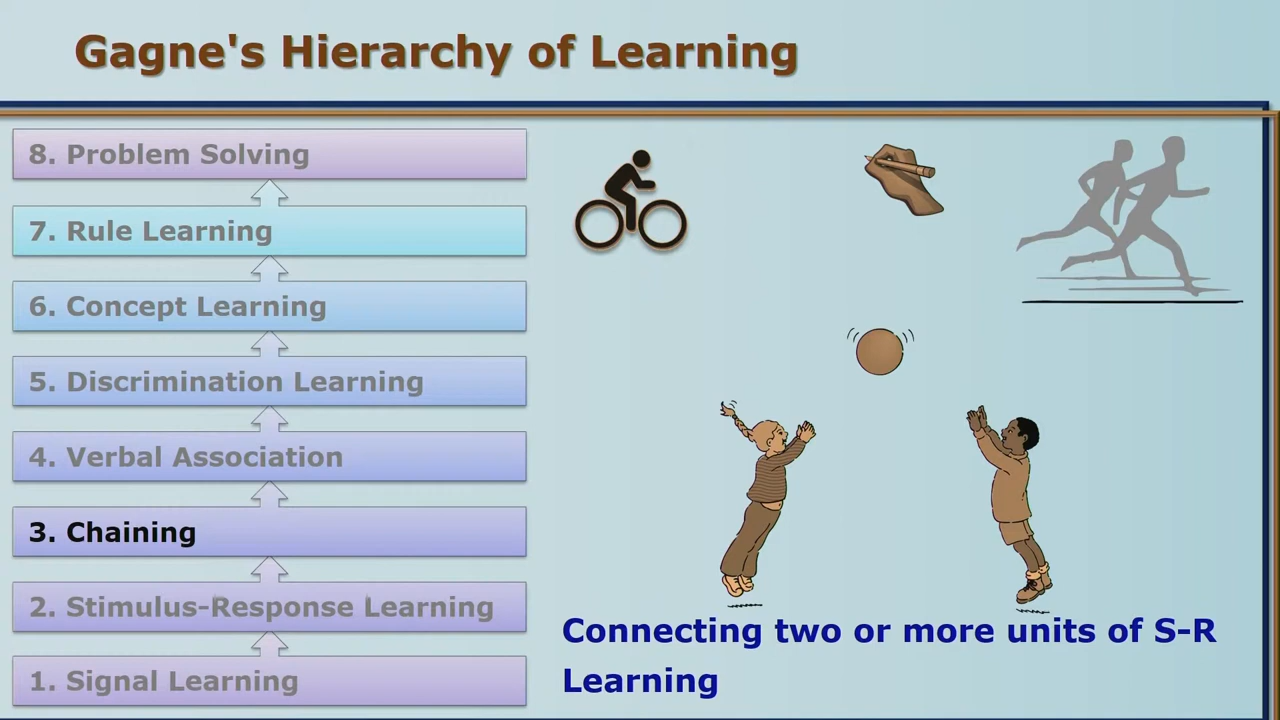 Gagne's Hierarchy of Learning
8. Problem Solving
7. Rule Learning
6. Concept Learning
5. Discrimination Learning
4. Verbal Association
3. Chaining
2. Stimulus-Response Learning
1. Signal Learning
Connecting two or more units of S-R
Learning